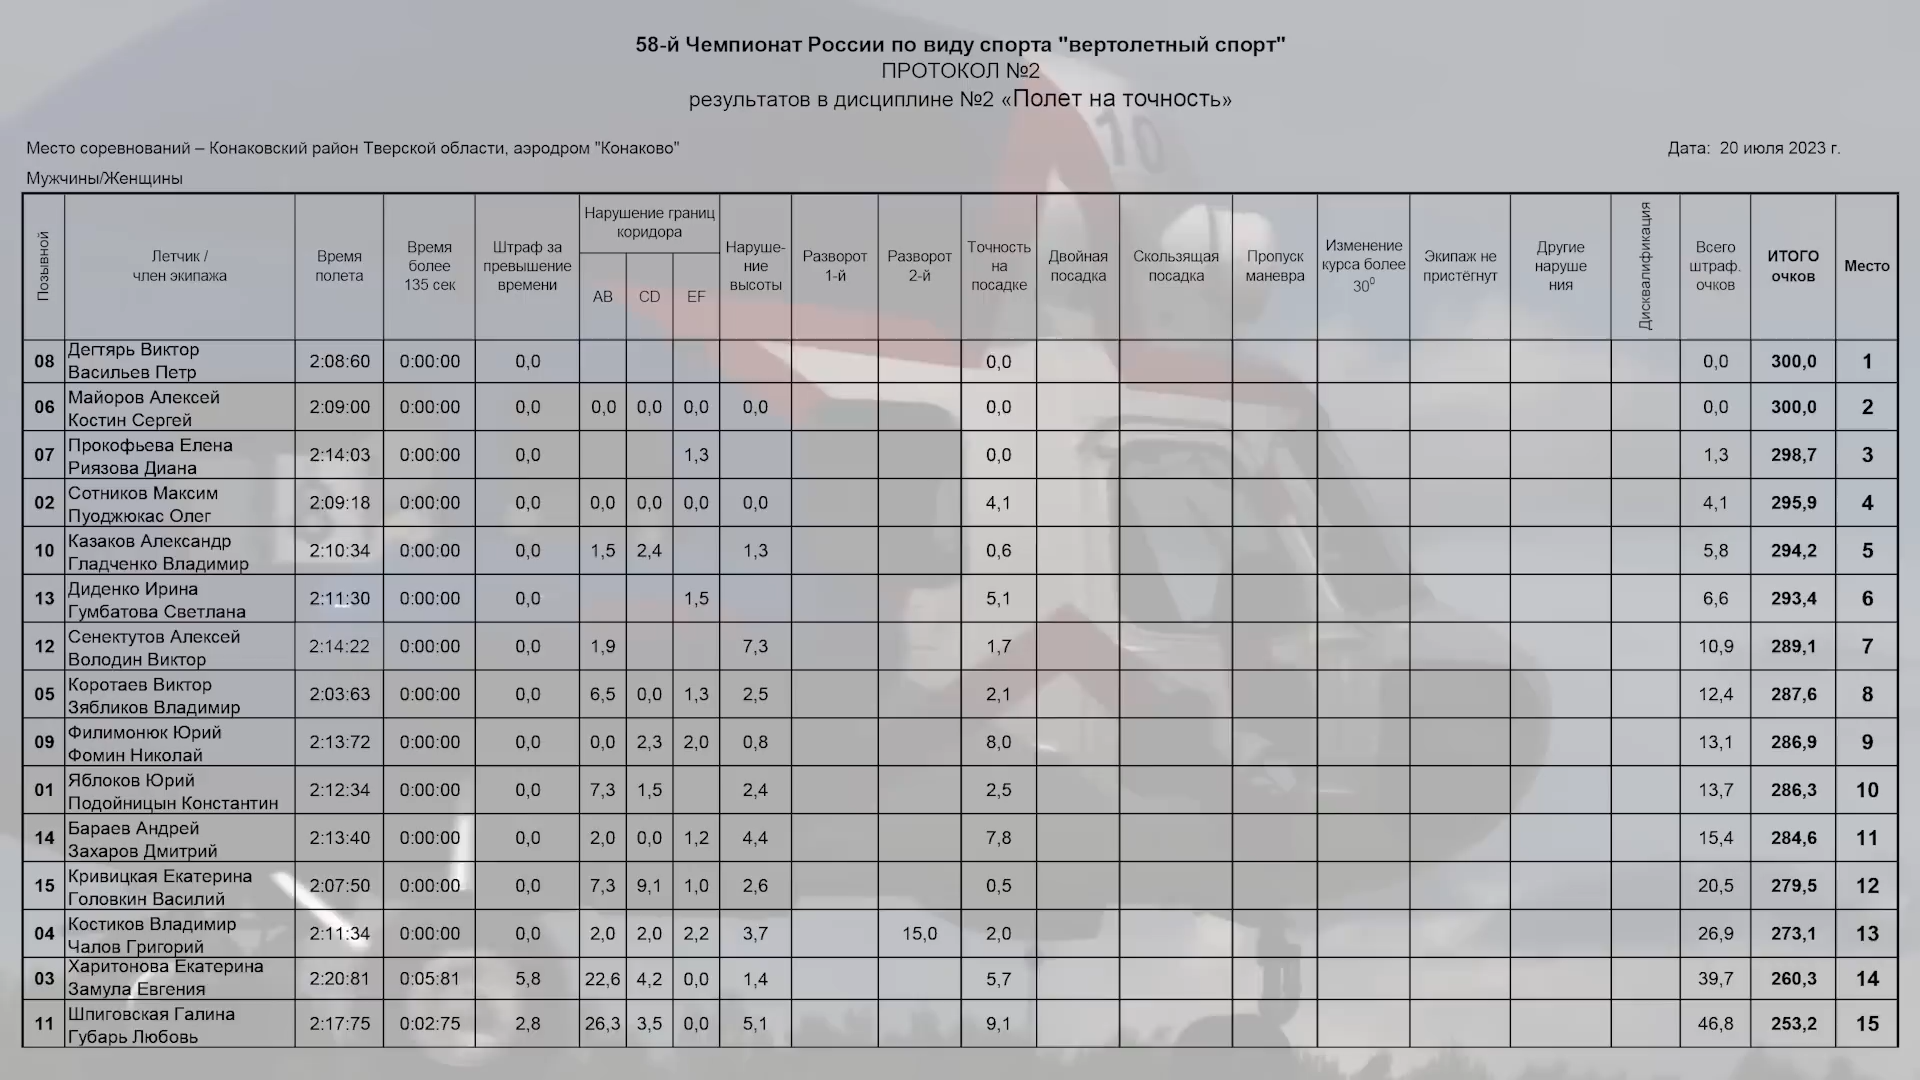 58-й Чемпионат России по виду спорта "вертолетный спорт"
ПРОТОКОЛ №2
результатов в дисциплине №2 «Полет на точность»
Место соревнований – Конаковский район Тверской области, аэродром "Конаково"
Дата: 20 июля 2023 г.
Мужчины/Женщины
Позывной
Летчик /
член экипажа
Время
полета
Время
более
135 сек
Штраф за
превышение
времени
Нарушение границ
коридора
AB
CD
EF
Наруше-
ние
высоты
Разворот
1-й
Разворот
2-й
Точность
на
посадке
Двойная
посадка
Скользящая
посадка
Пропуск
маневра
Изменение
курса более
30⁰
Экипаж не
пристёгнут
Другие
наруше
ния
Дисквалификация
Всего
штраф.
очков
ИТОГО
очков
Место
08 Дегтярь Виктор
Васильев Петр 2:08:60 0:00:00 0,0 0,0 0,0 300,0 1
06 Майоров Алексей
Костин Сергей 2:09:00 0:00:00 0,0 0,0 0,0 0,0 0,0 0,0 0,0 300,0 2
07 Прокофьева Елена
Риязова Диана 2:14:03 0:00:00 0,0 1,3 0,0 1,3 298,7 3
02 Сотников Максим
Пуоджюкас Олег 2:09:18 0:00:00 0,0 0,0 0,0 0,0 0,0 4,1 4,1 295,9 4
10 Казаков Александр
Гладченко Владимир 2:10:34 0:00:00 0,0 1,5 2,4 1,3 0,6 5,8 294,2 5
13 Диденко Ирина
Гумбатова Светлана 2:11:30 0:00:00 0,0 1,5 5,1 6,6 293,4 6
12 Сенектутов Алексей
Володин Виктор 2:14:22 0:00:00 0,0 1,9 7,3 1,7 10,9 289,1 7
05 Коротаев Виктор
Зябликов Владимир 2:03:63 0:00:00 0,0 6,5 0,0 1,3 2,5 2,1 12,4 287,6 8
09 Филимонюк Юрий
Фомин Николай 2:13:72 0:00:00 0,0 0,0 2,3 2,0 0,8 8,0 13,1 286,9 9
01 Яблоков Юрий
Подойницын Константин 2:12:34 0:00:00 0,0 7,3 1,5 2,4 2,5 13,7 286,3 10
14 Бараев Андрей
Захаров Дмитрий 2:13:40 0:00:00 0,0 2,0 0,0 1,2 4,4 7,8 15,4 284,6 11
15 Кривицкая Екатерина
Головкин Василий 2:07:50 0:00:00 0,0 7,3 9,1 1,0 2,6 0,5 20,5 279,5 12
04 Костиков Владимир
Чалов Григорий 2:11:34 0:00:00 0,0 2,0 2,0 2,2 3,7 15,0 2,0 26,9 273,1 13
03 Харитонова Екатерина
Замула Евгения 2:20:81 0:05:81 5,8 22,6 4,2 0,0 1,4 5,7 39,7 260,3 14
11 Шпиговская Галина
Губарь Любовь 2:17:75 0:02:75 2,8 26,3 3,5 0,0 5,1 9,1 46,8 253,2 15
10